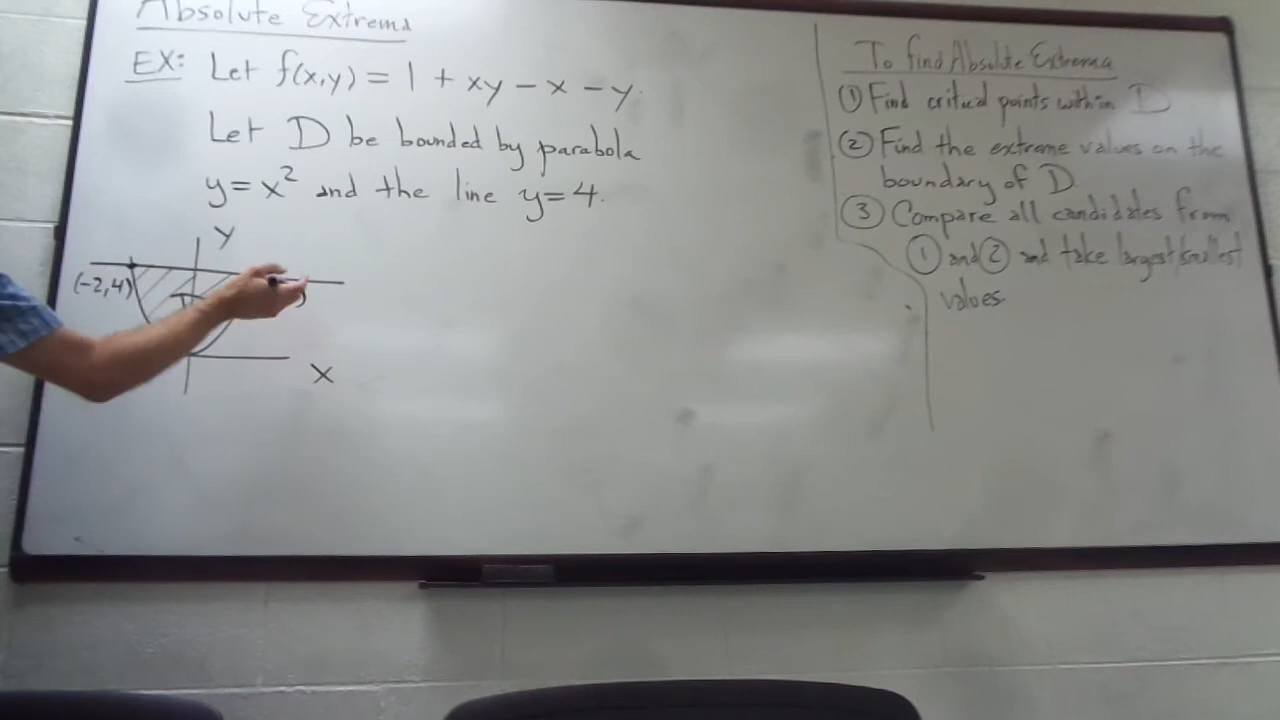 Absolute Extrema
EX: Let f(x,y) = 1 + xy - x - y.
Let D be bounded by parabola
y = x² and the line y = 4.
y
(-2,4)
)
x
To find Absolute Extrema
① Find critical points within D
② Find the extreme values on the
boundary of D
③ Compare all candidates from
① and ② and take largest/smallest
values.